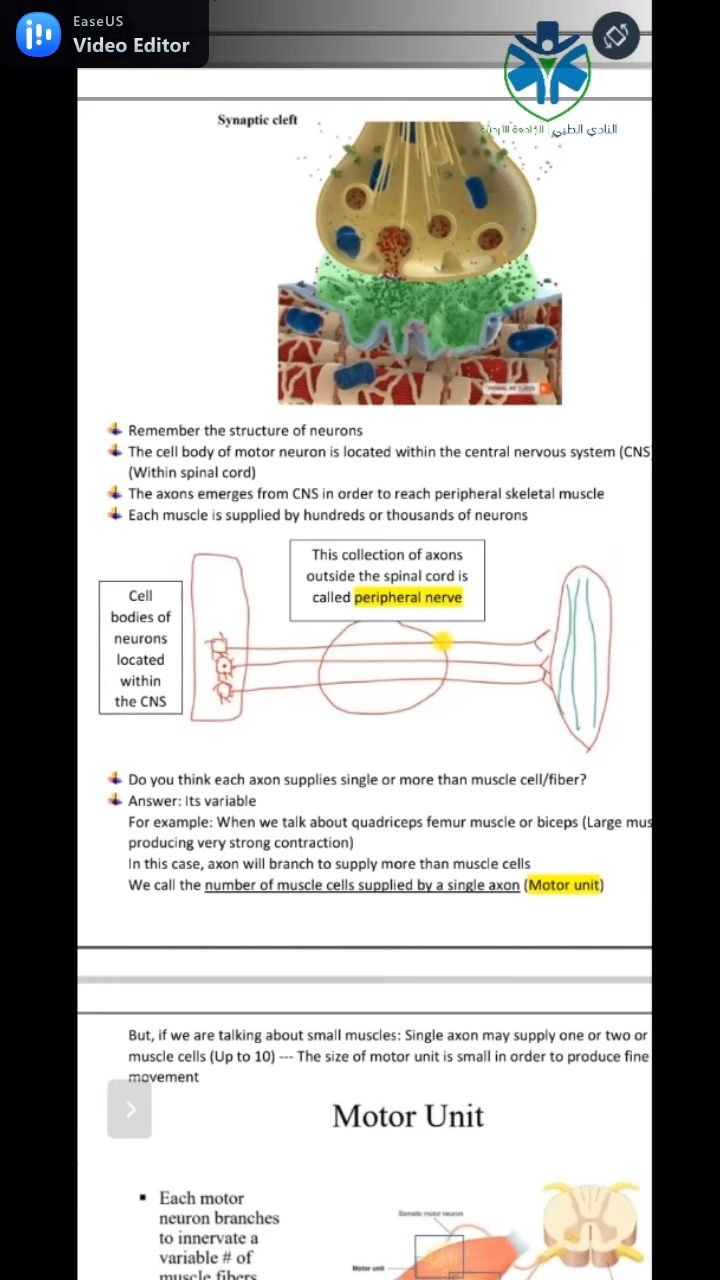 EaseUS
Video Editor
النادي الطبي | الجامعة الأردنية
Synaptic cleft
Remember the structure of neurons
The cell body of motor neuron is located within the central nervous system (CNS
(Within spinal cord)
The axons emerges from CNS in order to reach peripheral skeletal muscle
Each muscle is supplied by hundreds or thousands of neurons
This collection of axons
outside the spinal cord is
called peripheral nerve
Cell
bodies of
neurons
located
within
the CNS
Do you think each axon supplies single or more than muscle cell/fiber?
Answer: Its variable
For example: When we talk about quadriceps femur muscle or biceps (Large mus
producing very strong contraction)
In this case, axon will branch to supply more than muscle cells
We call the number of muscle cells supplied by a single axon (Motor unit)
But, if we are talking about small muscles: Single axon may supply one or two or
muscle cells (Up to 10) --- The size of motor unit is small in order to produce fine
movement
Motor Unit
Each motor
neuron branches
to innervate a
variable # of
muscle fibers
Somatic motor neuron
Motor unit